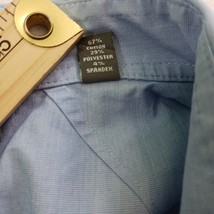 67%
COTTON
29%
POLYESTER
4%
SPANDEX